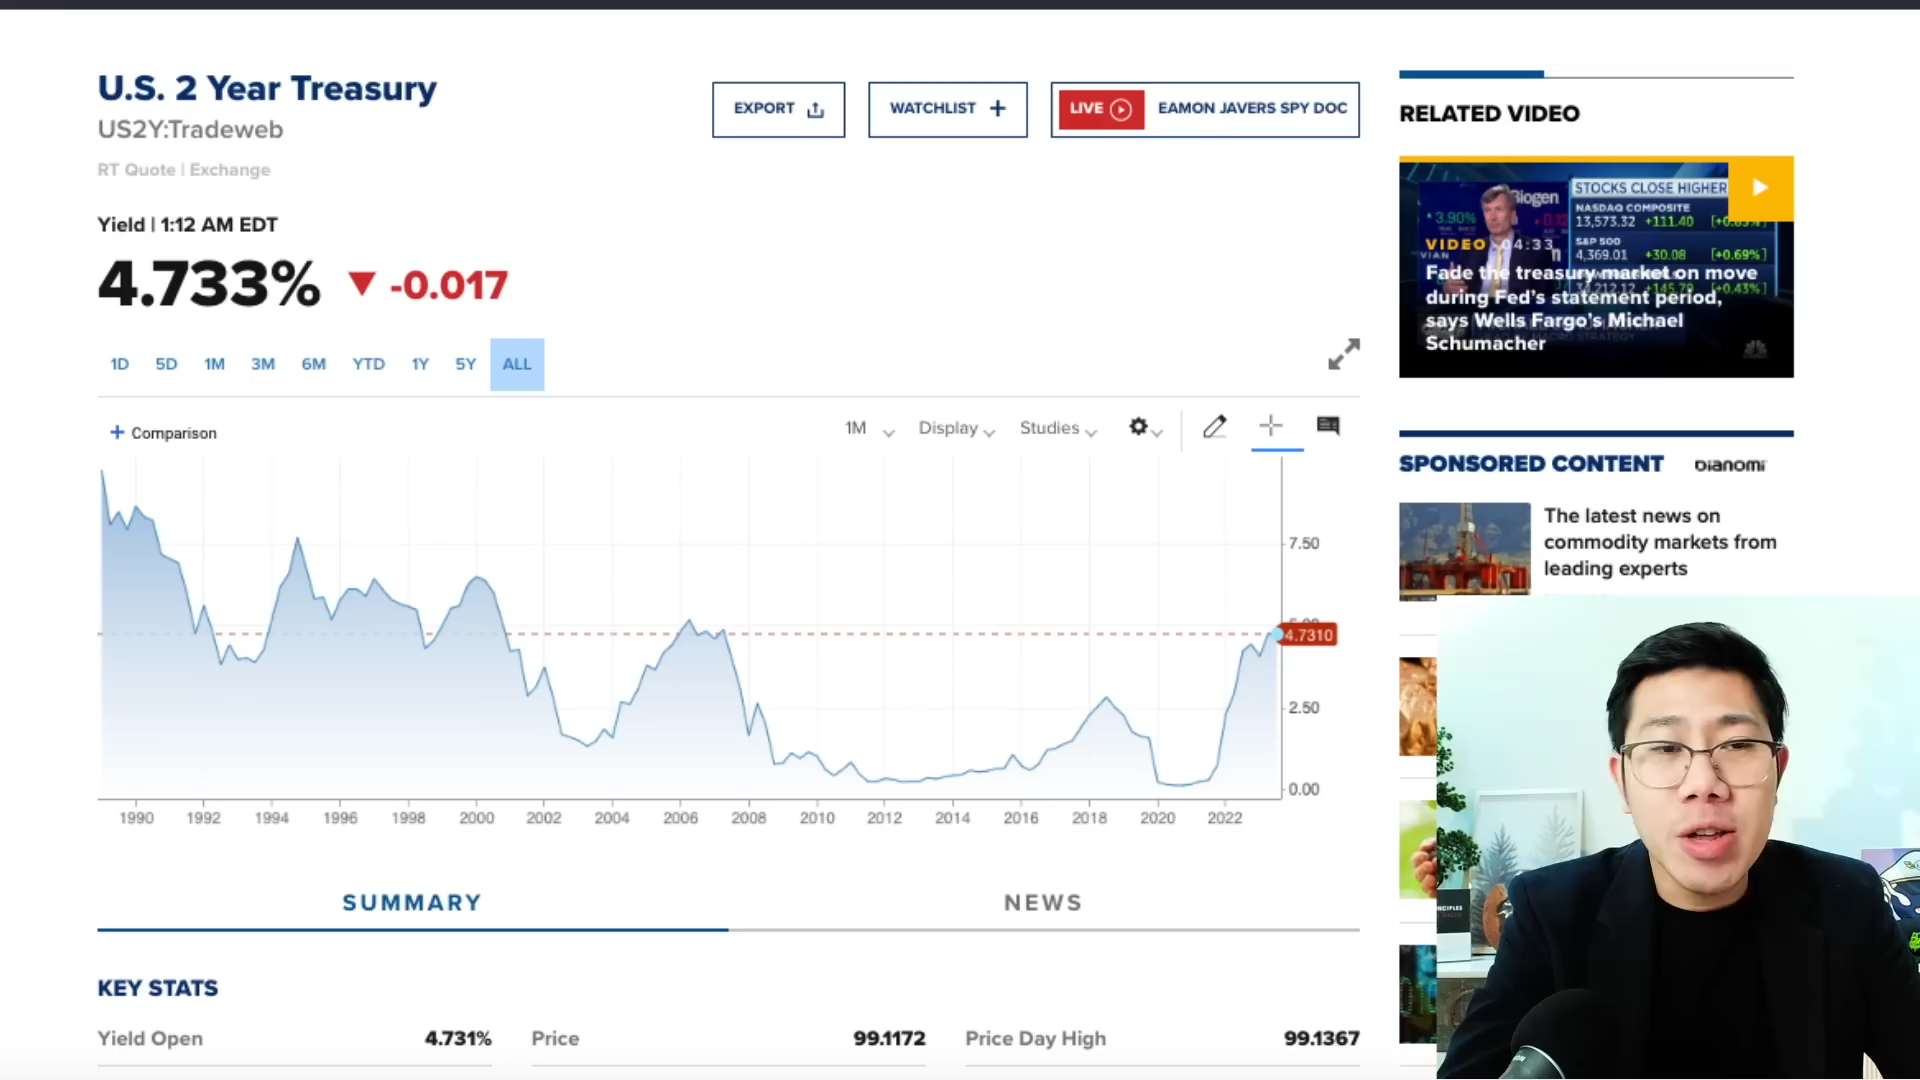 U.S. 2 Year Treasury
US2Y:Tradeweb
RT Quote | Exchange
EXPORT
WATCHLIST +
LIVE
EAMON JAVERS SPY DOC
Yield | 1:12 AM EDT
4.733% ▼ -0.017
1D 5D 1M 3M 6M YTD 1Y 5Y ALL
+ Comparison
1M Display Studies
7.50
4.7310
2.50
0.00
1990 1992 1994 1996 1998 2000 2002 2004 2006 2008 2010 2012 2014 2016 2018 2020 2022
SUMMARY
NEWS
KEY STATS
Yield Open 4.731%
Price 99.1172
Price Day High 99.1367
RELATED VIDEO
Biogen
STOCKS CLOSE HIGHER
NASDAQ COMPOSITE
13,573.32 +111.40
3.90%
S&P 500
4,369.01 +30.08 [+0.69%]
VIDEO 04:33
Fade the treasury market on move
during Fed's statement period,
says Wells Fargo's Michael
Schumacher
SPONSORED CONTENT
DIANOMI
The latest news on
commodity markets from
leading experts